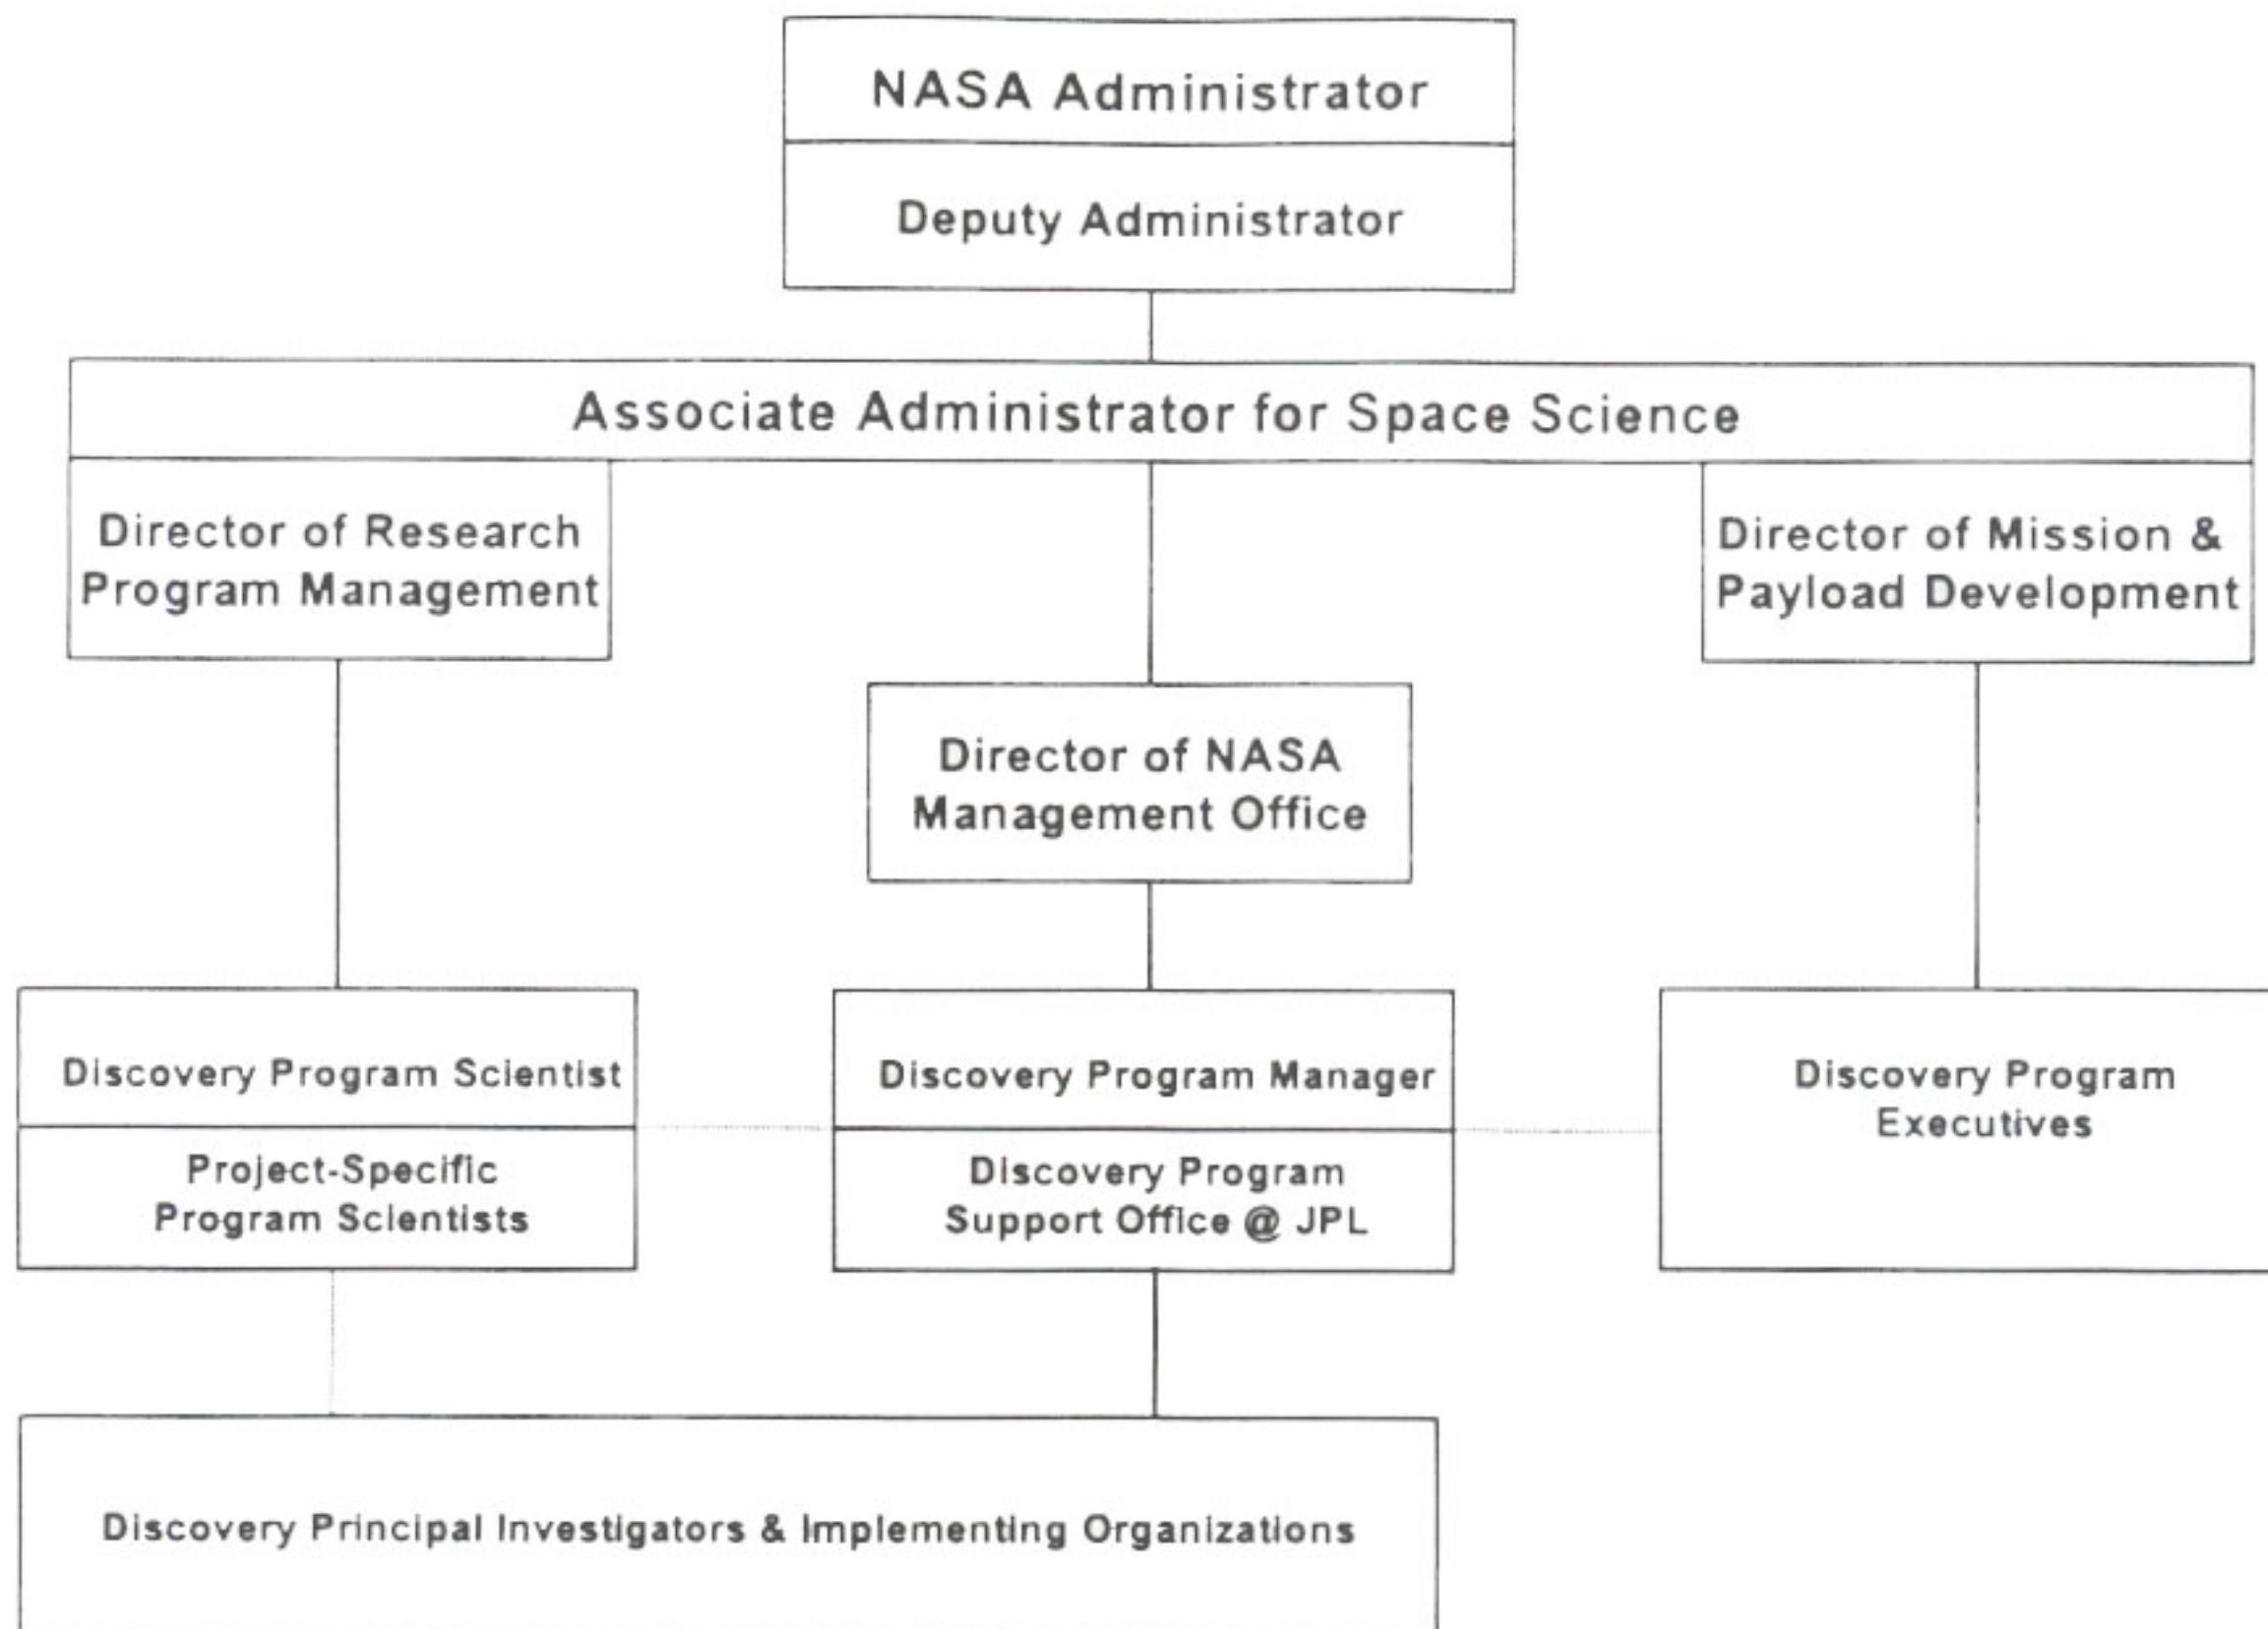 NASA Administrator
Deputy Administrator
Associate Administrator for Space Science
Director of Research
Program Management
Director of Mission &
Payload Development
Director of NASA
Management Office
Discovery Program Scientist
Project-Specific
Program Scientists
Discovery Program Manager
Discovery Program
Support Office @ JPL
Discovery Program
Executives
Discovery Principal Investigators & Implementing Organizations